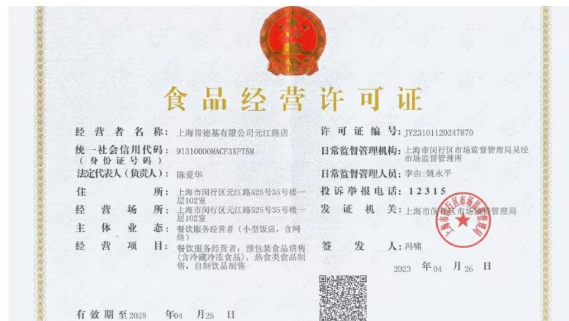 食品经营许可证
经营者名称：上海肯德基有限公司元江路店
许可证编号：JY23101120247870
统一社会信用代码：91310000MACF3XPT5M
（身份证号码）
日常监督管理机构：上海市闵行区市场监督管理局吴泾
市场监督管理所
法定代表人（负责人）：陈爱华
日常监督管理人员：李由;姚永平
住所：上海市闵行区元江路525号35号楼一
层102室
投诉举报电话：12315
经营场所：上海市闵行区元江路525号35号楼一
层102室
发证机关：上海市闵行区市场监督管理局
主体业态：餐饮服务经营者（小型饭店，含网
络）
经营项目：餐饮服务经营者：预包装食品销售
（含冷藏冷冻食品），热食类食品制
售，自制饮品制售
签发人：冯啸
2023 年 04 月 26 日
有效期至2028 年04 月25 日